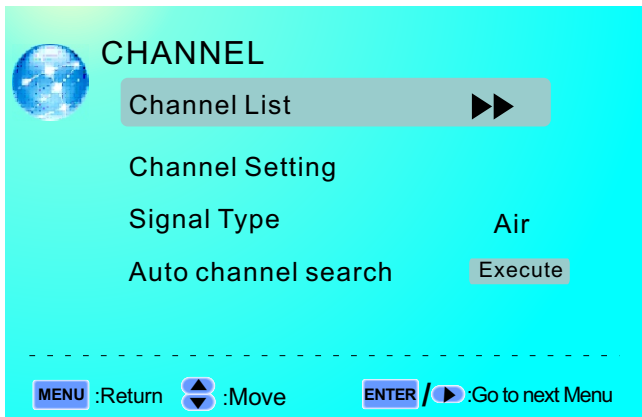 CHANNEL
Channel List
Channel Setting
Signal Type Air
Auto channel search Execute
MENU :Return :Move ENTER / :Go to next Menu